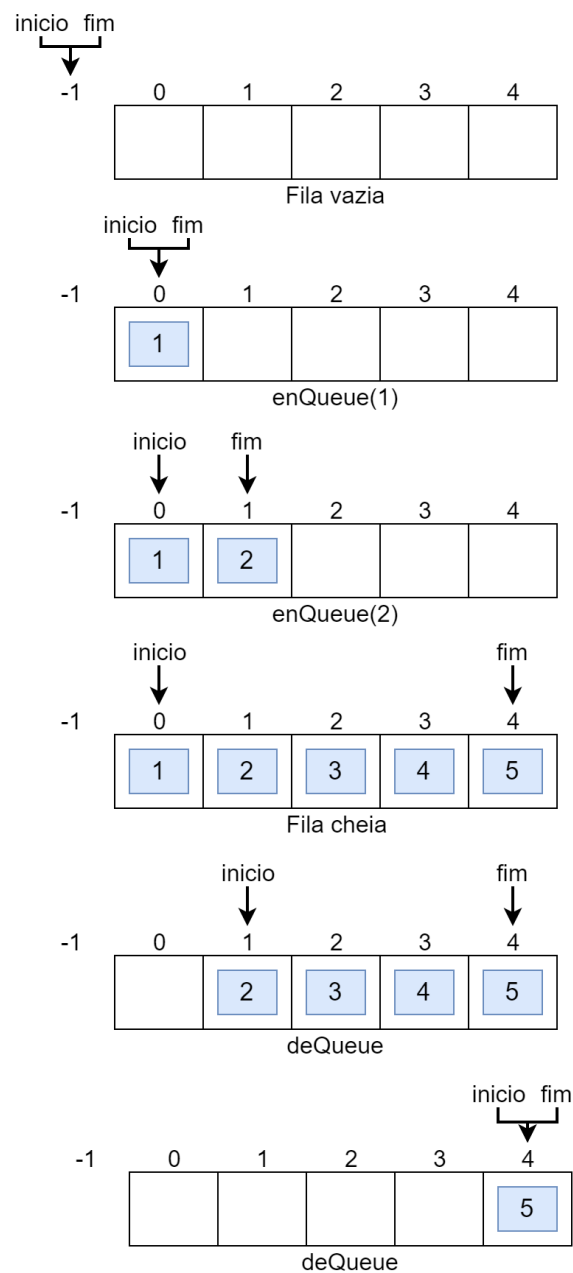 inicio fim
-1 0 1 2 3 4
Fila vazia
inicio fim
-1 0 1 2 3 4
1
enQueue(1)
inicio fim
-1 0 1 2 3 4
1 2
enQueue(2)
inicio fim
-1 0 1 2 3 4
1 2 3 4 5
Fila cheia
inicio fim
-1 0 1 2 3 4
2 3 4 5
deQueue
inicio fim
-1 0 1 2 3 4
5
deQueue